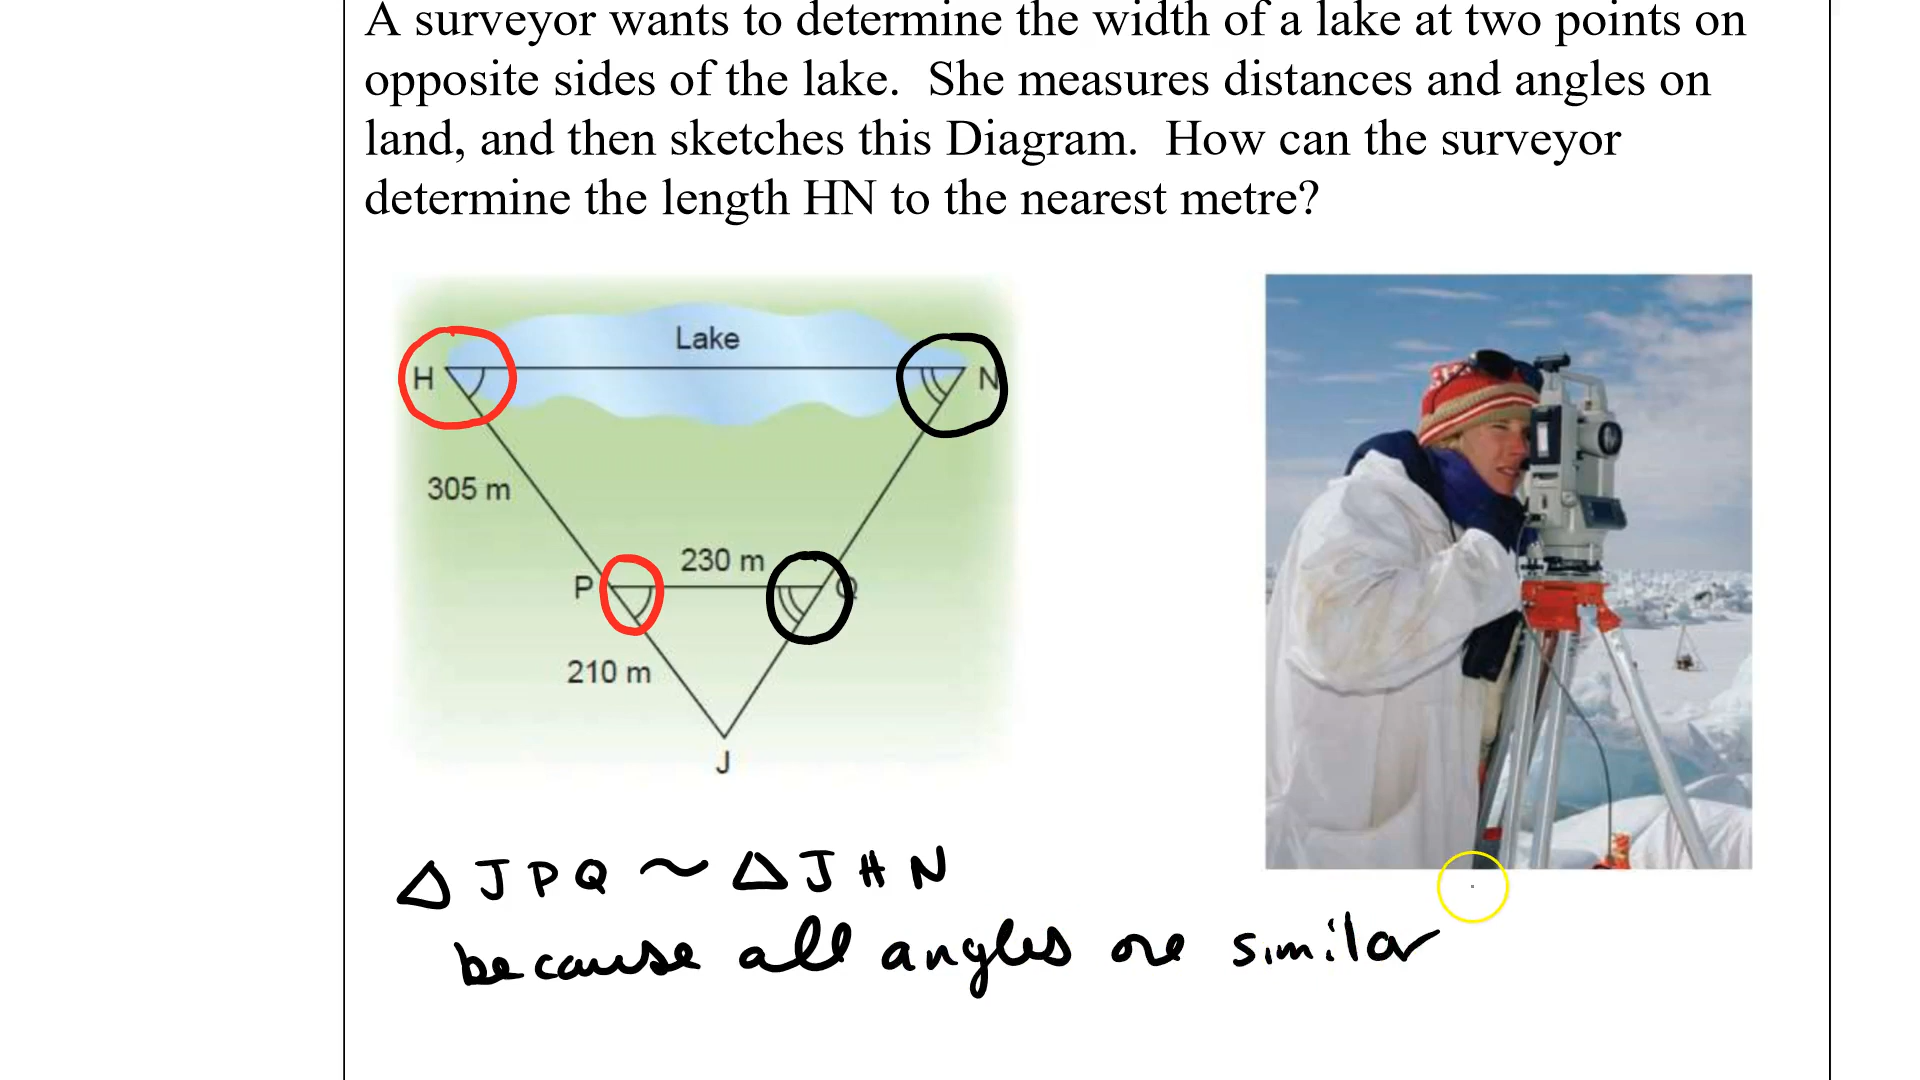 A surveyor wants to determine the width of a lake at two points on
opposite sides of the lake. She measures distances and angles on
land, and then sketches this Diagram. How can the surveyor
determine the length HN to the nearest metre?
Lake
H
N
305 m
230 m
P
Q
210 m
J
△ JPQ ~ △ JHN
because all angles are similar